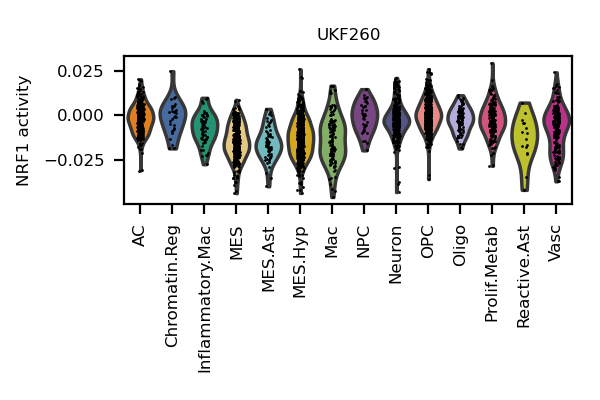 UKF260
NRF1 activity
0.025
0.000
−0.025
AC
Chromatin.Reg
Inflammatory.Mac
MES
MES.Ast
MES.Hyp
Mac
NPC
Neuron
OPC
Oligo
Prolif.Metab
Reactive.Ast
Vasc